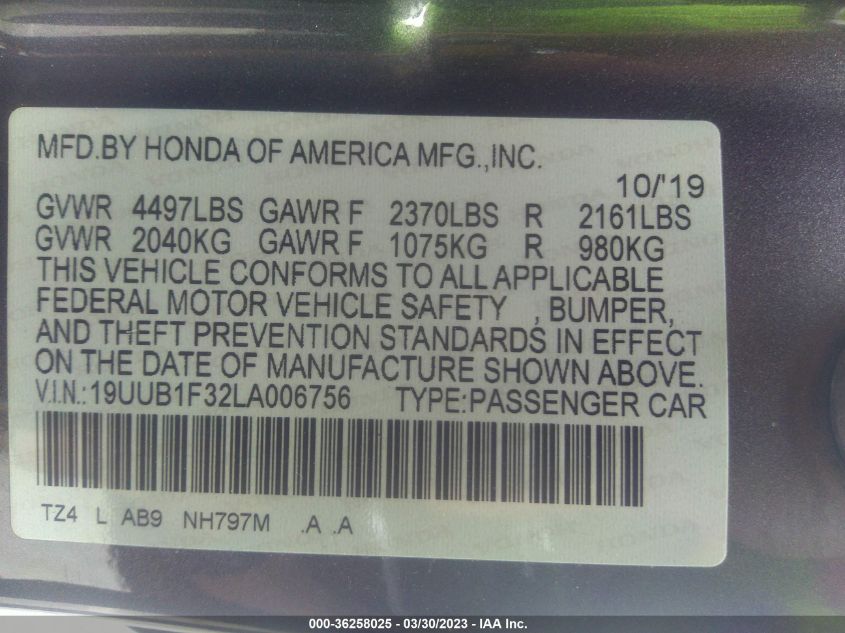 MFD.BY HONDA OF AMERICA MFG.,INC.
10/'19
GVWR 4497LBS GAWR F 2370LBS R 2161LBS
GVWR 2040KG GAWR F 1075KG R 980KG
THIS VEHICLE CONFORMS TO ALL APPLICABLE
FEDERAL MOTOR VEHICLE SAFETY , BUMPER,
AND THEFT PREVENTION STANDARDS IN EFFECT
ON THE DATE OF MANUFACTURE SHOWN ABOVE.
V.I.N.:19UUB1F32LA006756 TYPE:PASSENGER CAR
TZ4 L AB9 NH797M .A .A
000-36258025 - 03/30/2023 - IAA Inc.